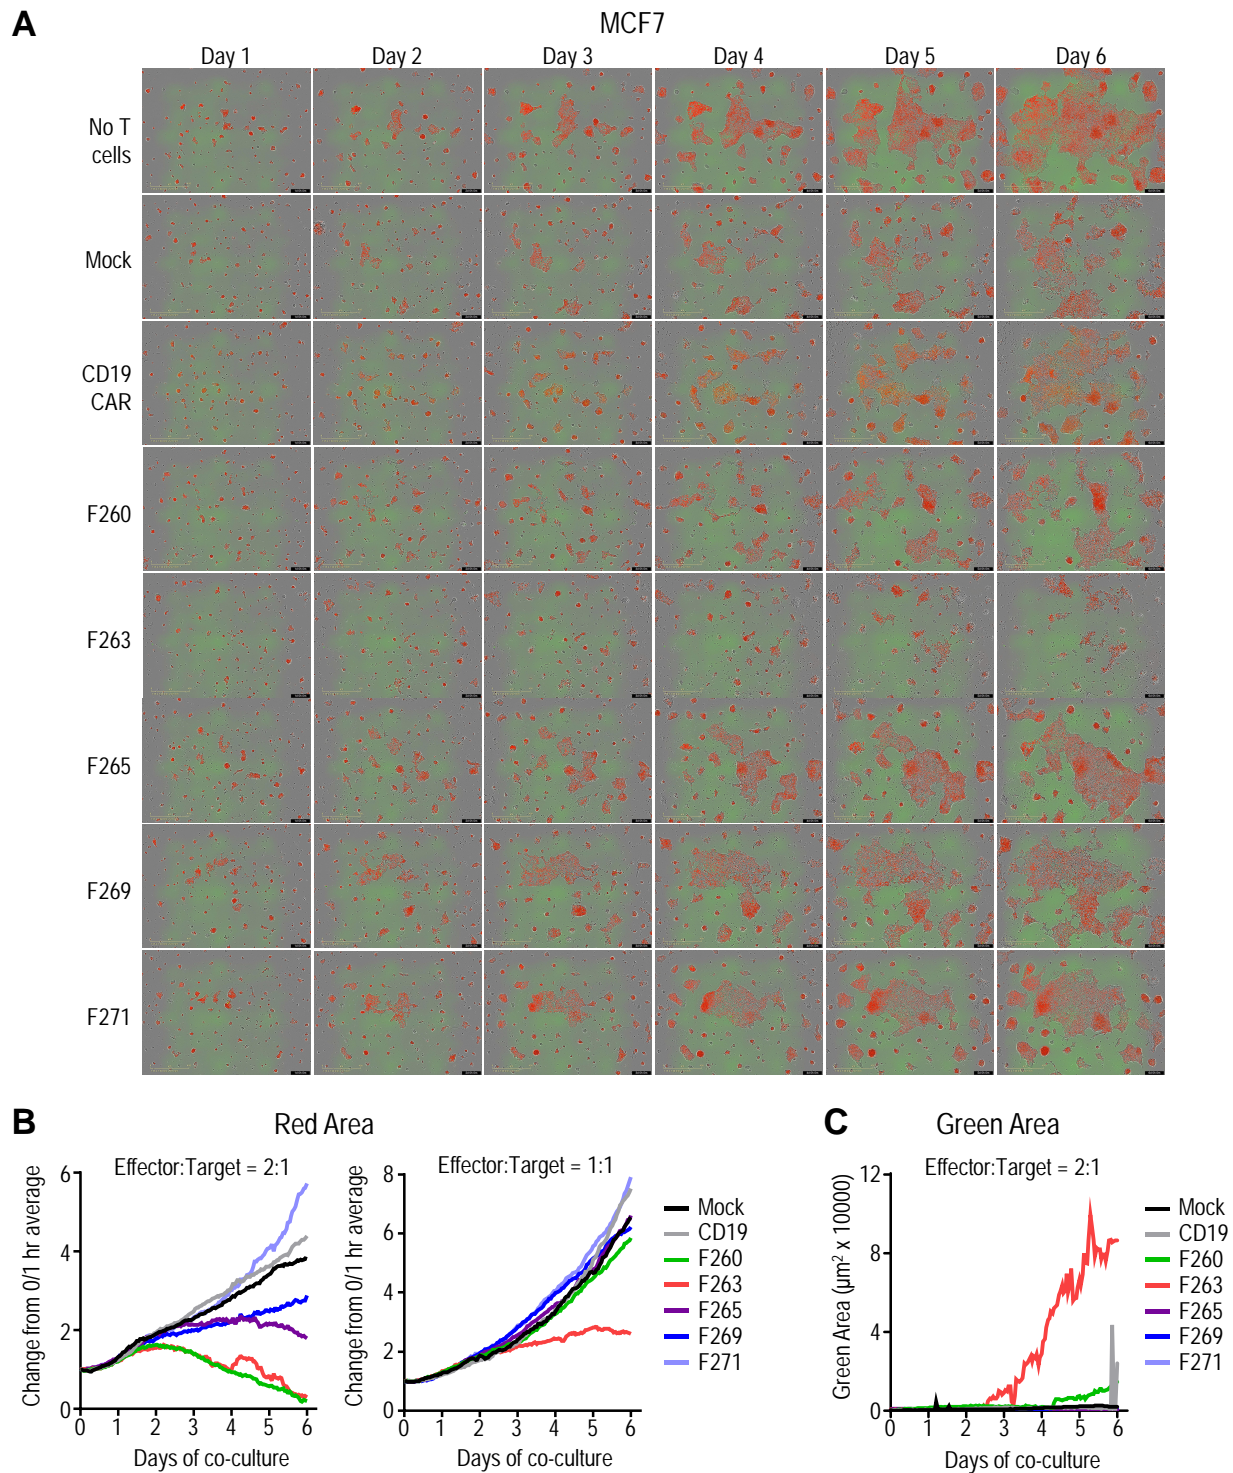 A
MCF7
Day 1 Day 2 Day 3 Day 4 Day 5 Day 6
No T
cells
Mock
CD19
CAR
F260
F263
F265
F269
F271
B
Red Area
Effector:Target = 2:1
Change from 0/1 hr average
6
4
2
0
0 1 2 3 4 5 6
Days of co-culture
Effector:Target = 1:1
Change from 0/1 hr average
8
6
4
2
0
0 1 2 3 4 5 6
Days of co-culture
Mock
CD19
F260
F263
F265
F269
F271
C
Green Area
Effector:Target = 2:1
Green Area (µm² x 10000)
12
8
4
0
0 1 2 3 4 5 6
Days of co-culture
Mock
CD19
F260
F263
F265
F269
F271